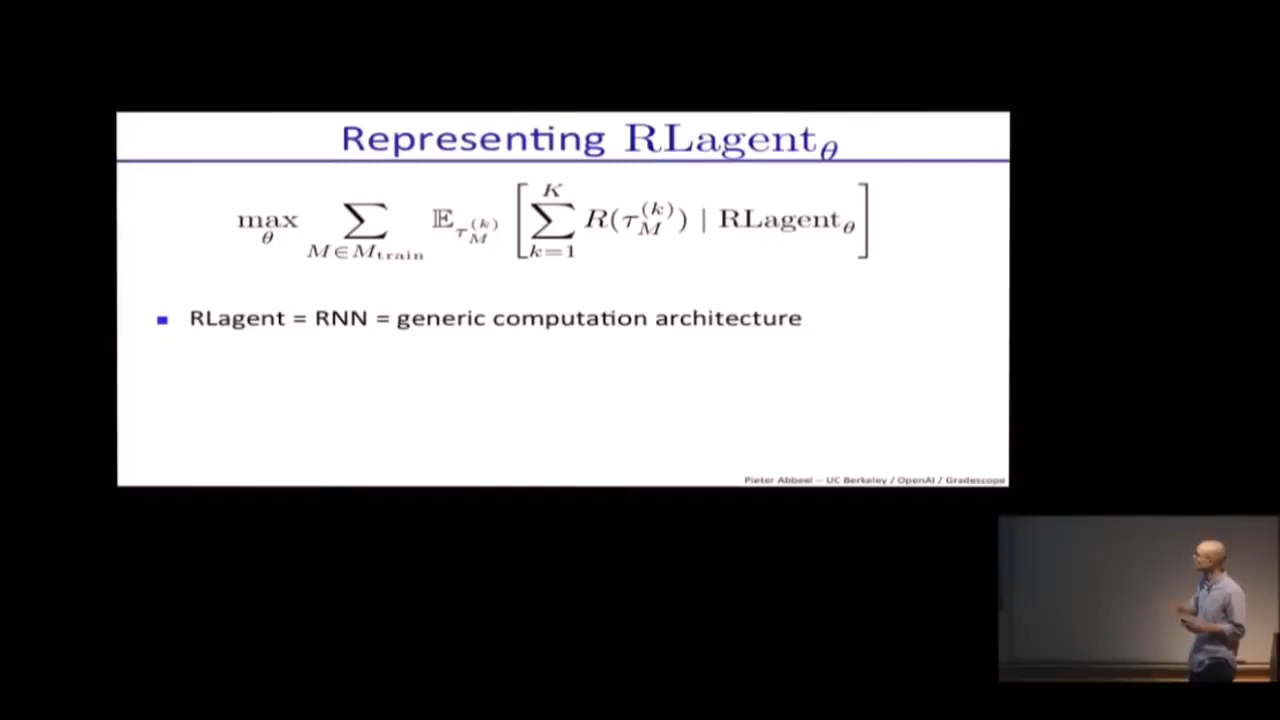 Representing RLagent_θ
max_θ ∑_{M∈M_train} 𝔼_{τ_M^{(k)}} [ ∑_{k=1}^{K} R(τ_M^{(k)}) | RLagent_θ ]
RLagent = RNN = generic computation architecture
Pieter Abbeel -- UC Berkeley / OpenAI / Gradescope